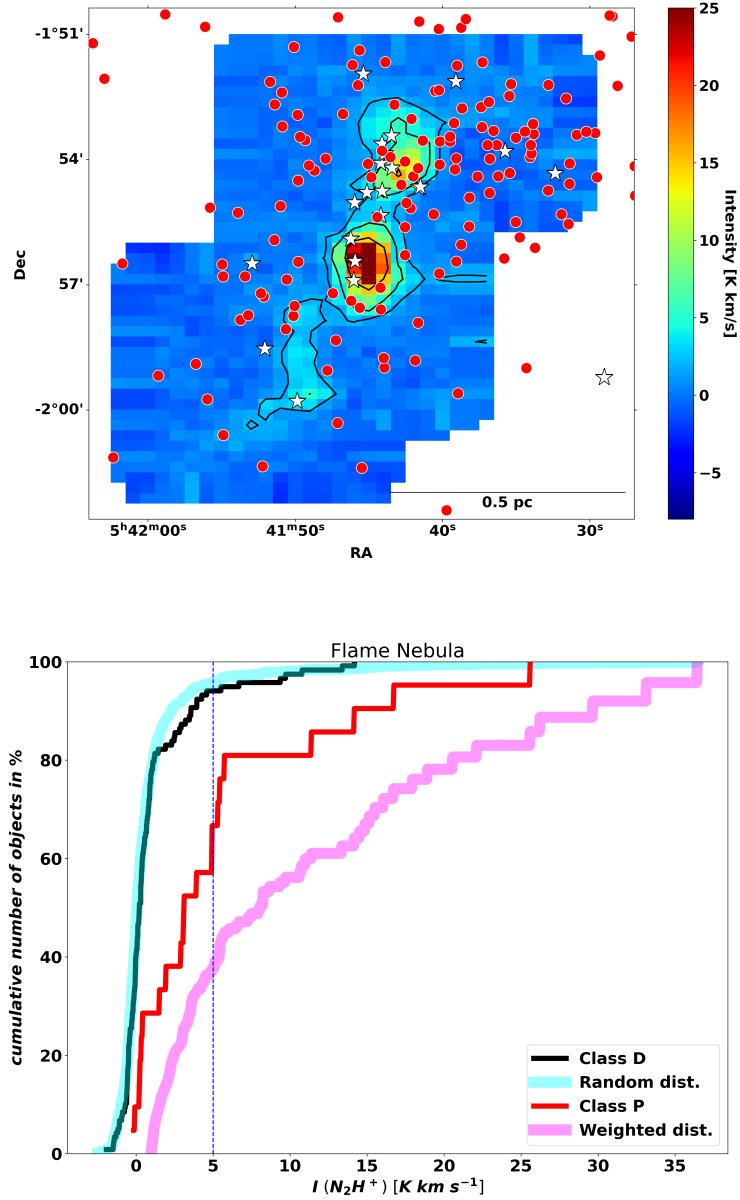 -1°51'
54'
57'
-2°00'
Dec
5ʰ42ᵐ00ˢ
41ᵐ50ˢ
40ˢ
30ˢ
RA
0.5 pc
25
20
15
10
5
0
−5
Intensity [K km/s]
Flame Nebula
100
80
60
40
20
0
cumulative number of objects in %
0
5
10
15
20
25
30
35
I (N₂H⁺) [K km s⁻¹]
Class D
Random dist.
Class P
Weighted dist.